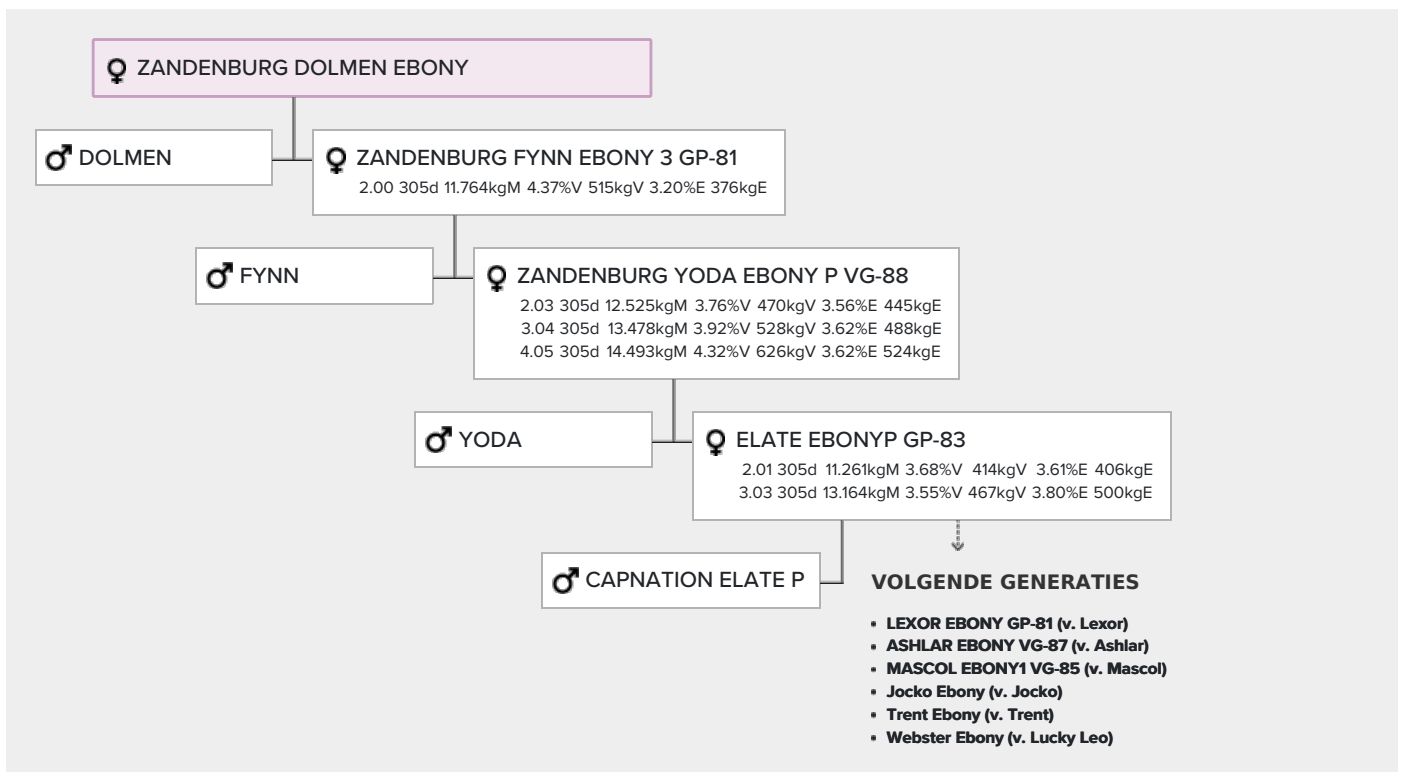 ZANDENBURG DOLMEN EBONY
DOLMEN
ZANDENBURG FYNN EBONY 3 GP-81
2.00 305d 11.764kgM 4.37%V 515kgV 3.20%E 376kgE
FYNN
ZANDENBURG YODA EBONY P VG-88
2.03 305d 12.525kgM 3.76%V 470kgV 3.56%E 445kgE
3.04 305d 13.478kgM 3.92%V 528kgV 3.62%E 488kgE
4.05 305d 14.493kgM 4.32%V 626kgV 3.62%E 524kgE
YODA
ELATE EBONYP GP-83
2.01 305d 11.261kgM 3.68%V 414kgV 3.61%E 406kgE
3.03 305d 13.164kgM 3.55%V 467kgV 3.80%E 500kgE
CAPNATION ELATE P
VOLGENDE GENERATIES
• LEXOR EBONY GP-81 (v. Lexor)
• ASHLAR EBONY VG-87 (v. Ashlar)
• MASCOL EBONY1 VG-85 (v. Mascol)
• Jocko Ebony (v. Jocko)
• Trent Ebony (v. Trent)
• Webster Ebony (v. Lucky Leo)